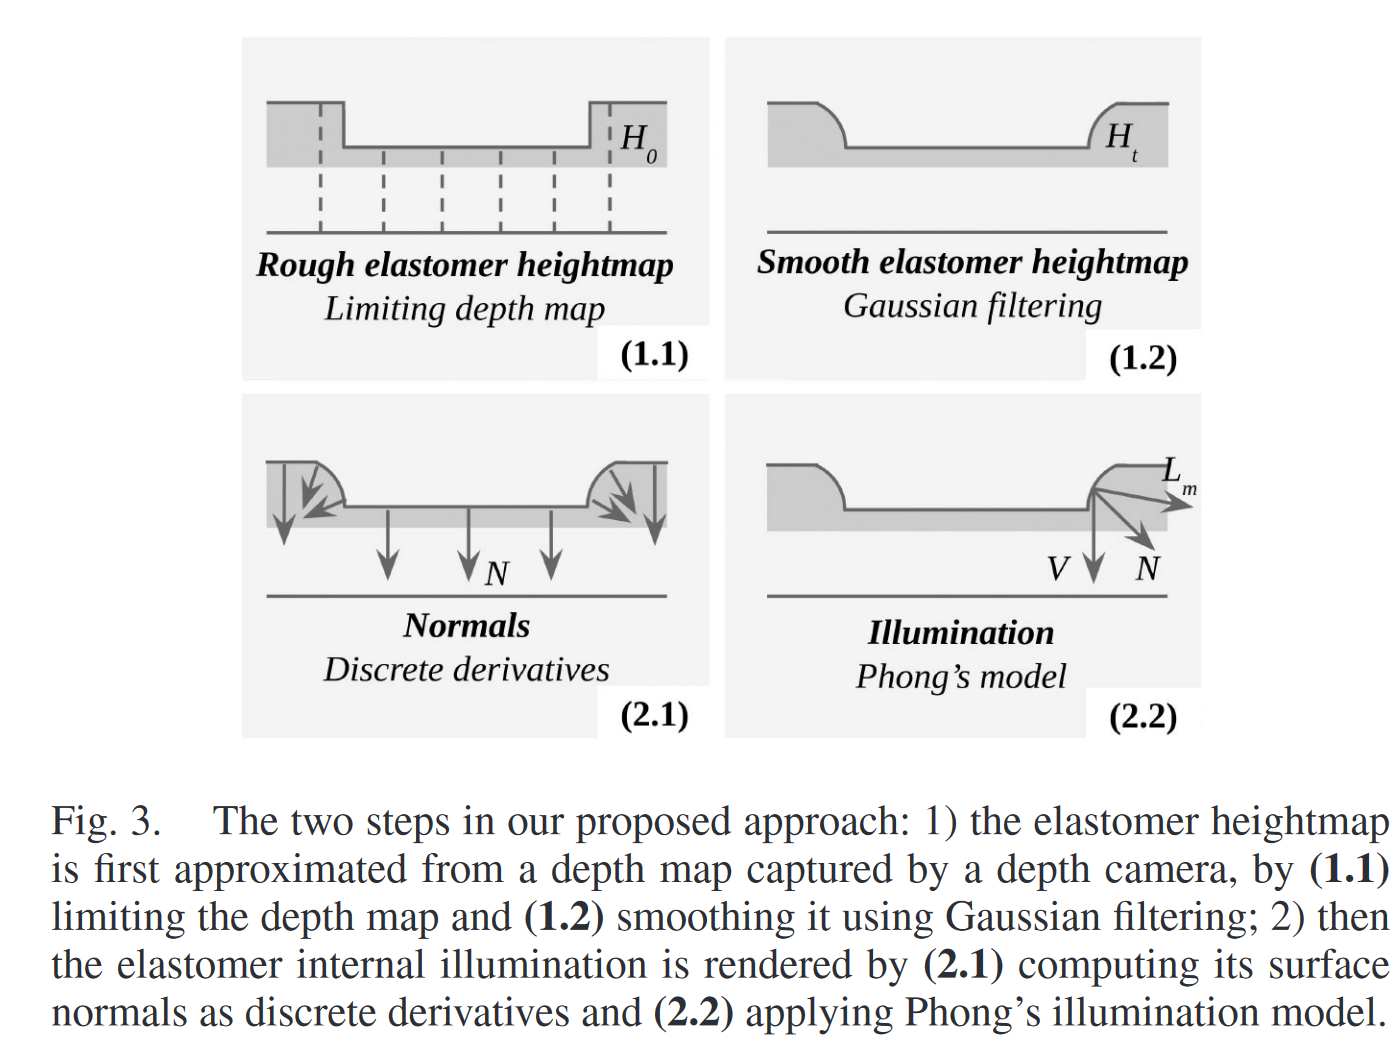 H0
Rough elastomer heightmap
Limiting depth map
(1.1)
Ht
Smooth elastomer heightmap
Gaussian filtering
(1.2)
N
Normals
Discrete derivatives
(2.1)
Lm
V N
Illumination
Phong’s model
(2.2)
Fig. 3. The two steps in our proposed approach: 1) the elastomer heightmap
is first approximated from a depth map captured by a depth camera, by (1.1)
limiting the depth map and (1.2) smoothing it using Gaussian filtering; 2) then
the elastomer internal illumination is rendered by (2.1) computing its surface
normals as discrete derivatives and (2.2) applying Phong’s illumination model.